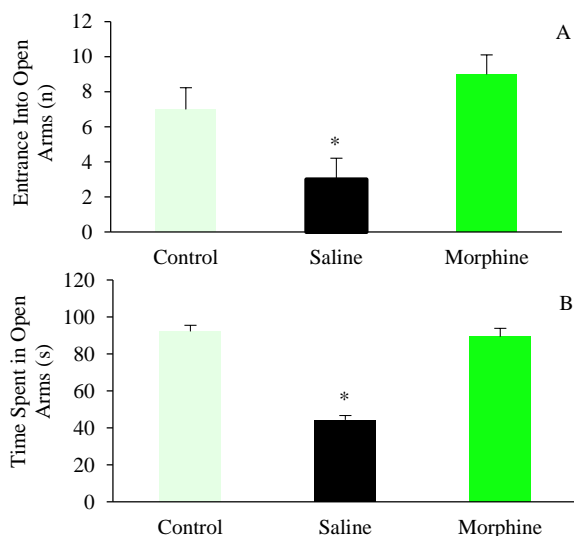 A
Entrance Into Open
Arms (n)
12
10
8
6
4
2
0
*
Control Saline Morphine
B
Time Spent in Open
Arms (s)
120
100
80
60
40
20
0
*
Control Saline Morphine